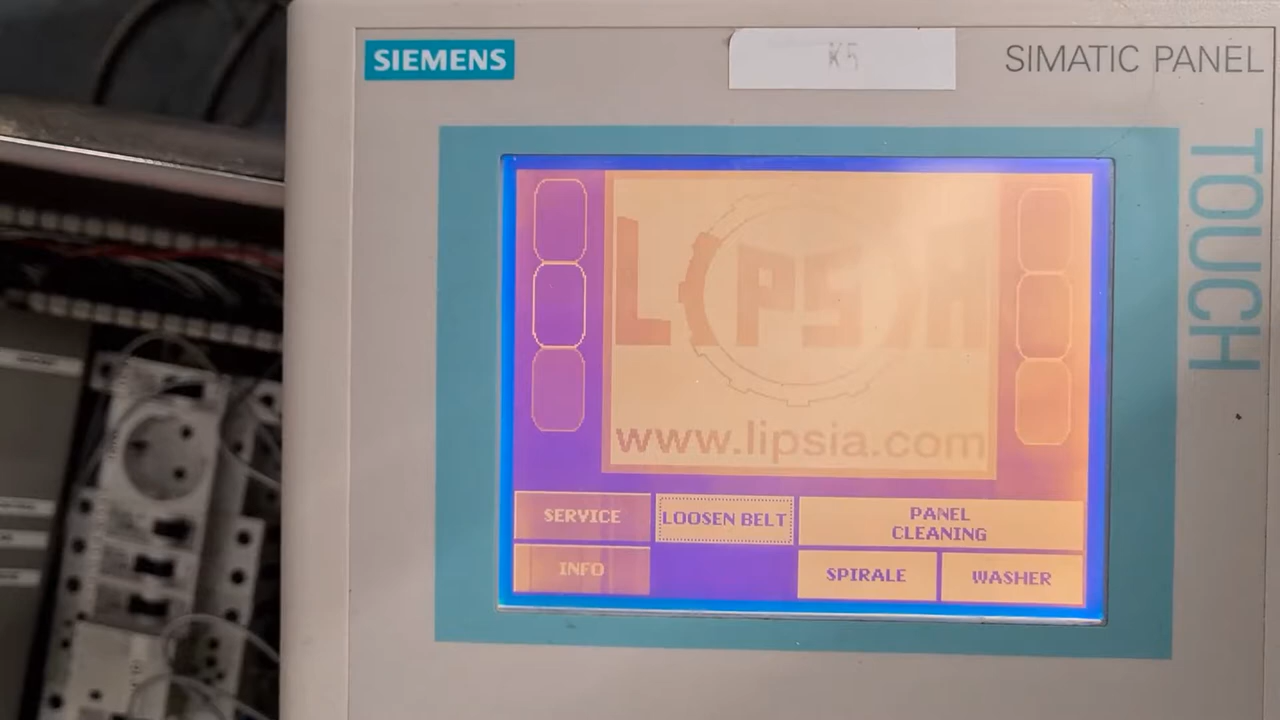 SIEMENS
K5
SIMATIC PANEL
TOUCH
LIPSIA
www.lipsia.com
SERVICE
LOOSEN BELT
PANEL
CLEANING
INFO
SPIRALE
WASHER